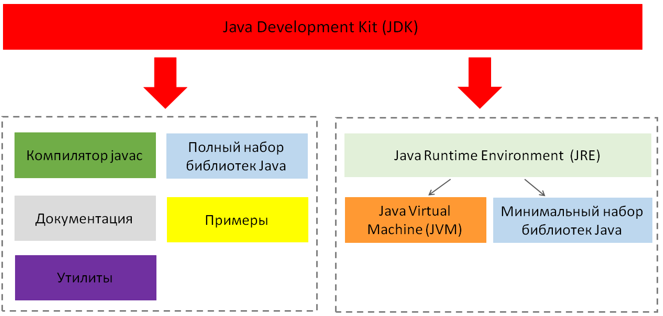 Java Development Kit (JDK)
Компилятор javac
Полный набор
библиотек Java
Документация
Примеры
Утилиты
Java Runtime Environment (JRE)
Java Virtual
Machine (JVM)
Минимальный набор
библиотек Java